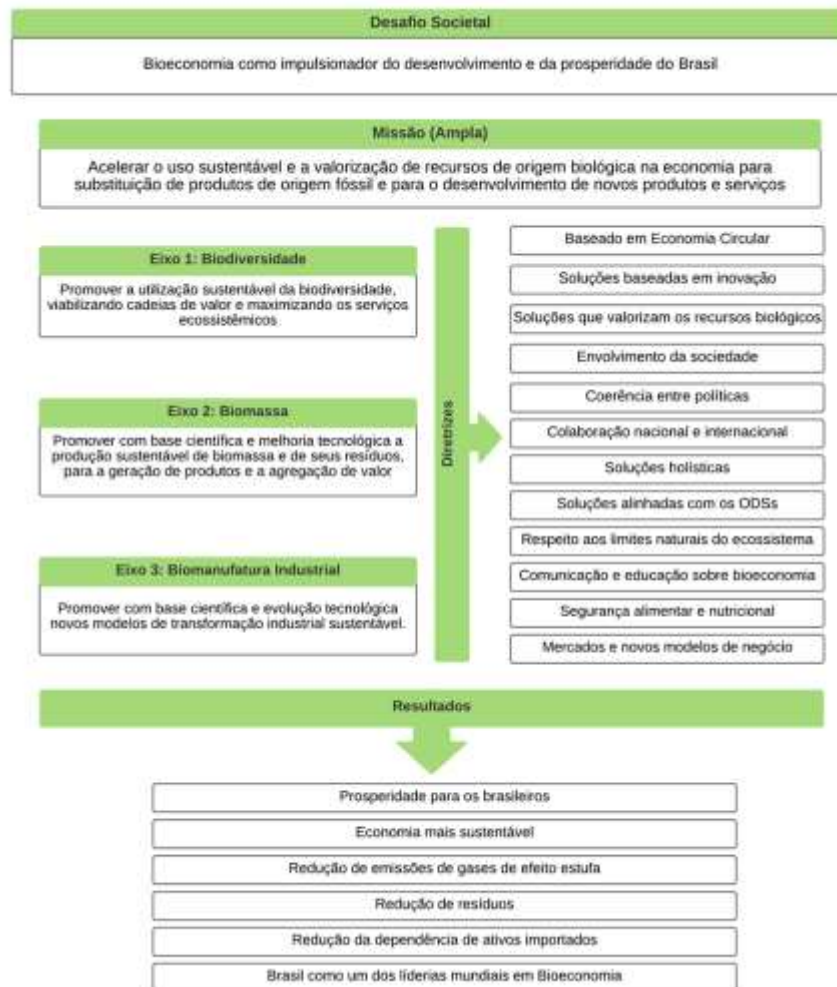 Desafio Societal
Bioeconomia como impulsionador do desenvolvimento e da prosperidade do Brasil
Missão (Ampla)
Acelerar o uso sustentável e a valorização de recursos de origem biológica na economia para
substituição de produtos de origem fóssil e para o desenvolvimento de novos produtos e serviços
Eixo 1: Biodiversidade
Promover a utilização sustentável da biodiversidade,
viabilizando cadeias de valor e maximizando os serviços
ecossistêmicos
Eixo 2: Biomassa
Promover com base científica e melhoria tecnológica a
produção sustentável de biomassa e de seus resíduos,
para a geração de produtos e a agregação de valor
Eixo 3: Biomanufatura Industrial
Promover com base científica e evolução tecnológica
novos modelos de transformação industrial sustentável.
Diretrizes
Baseado em Economia Circular
Soluções baseadas em inovação
Soluções que valorizam os recursos biológicos
Envolvimento da sociedade
Coerência entre políticas
Colaboração nacional e internacional
Soluções holísticas
Soluções alinhadas com os ODSs
Respeito aos limites naturais do ecossistema
Comunicação e educação sobre bioeconomia
Segurança alimentar e nutricional
Mercados e novos modelos de negócio
Resultados
Prosperidade para os brasileiros
Economia mais sustentável
Redução de emissões de gases de efeito estufa
Redução de resíduos
Redução da dependência de ativos importados
Brasil como um dos líderias mundiais em Bioeconomia